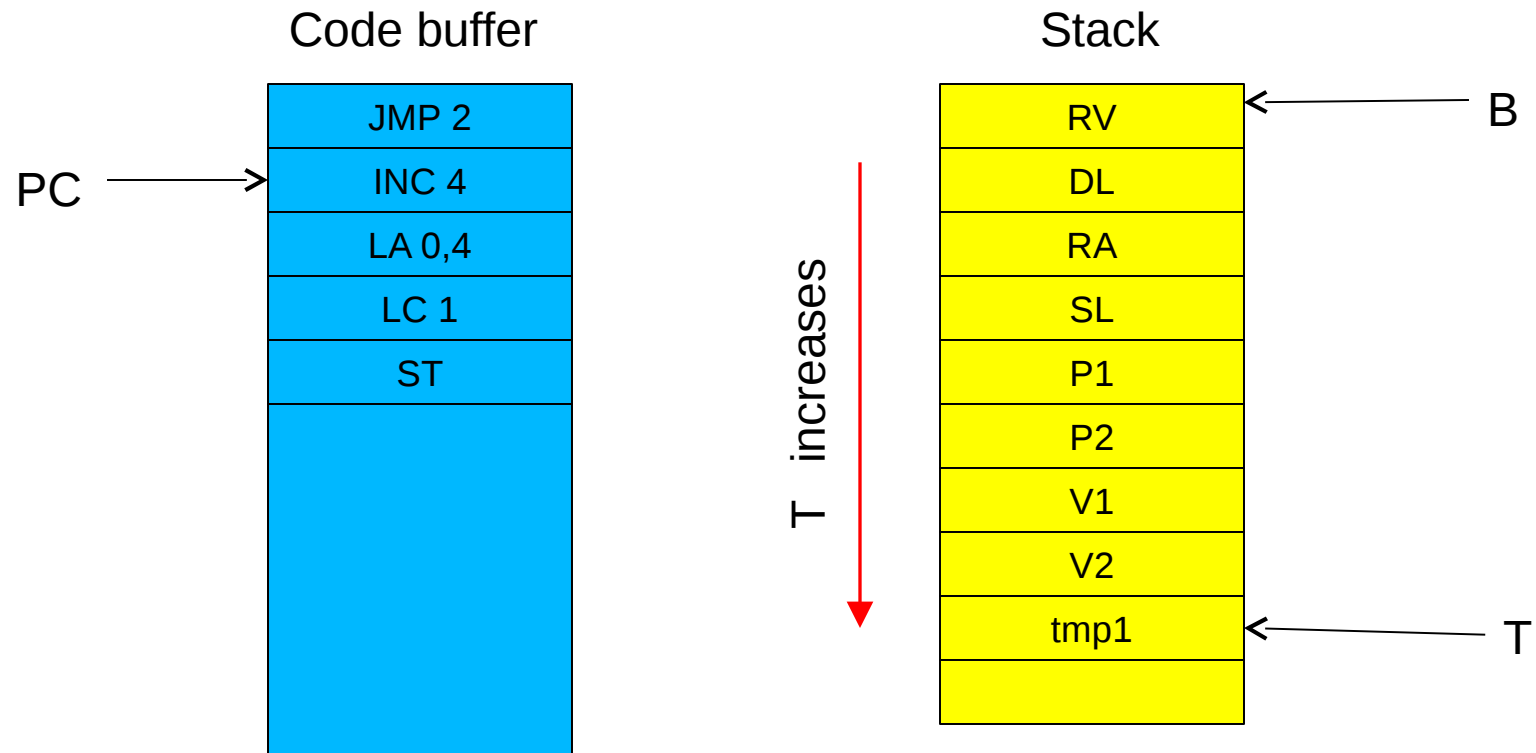 Code buffer
Stack
PC
JMP 2
INC 4
LA 0,4
LC 1
ST
T increases
RV
DL
RA
SL
P1
P2
V1
V2
tmp1
B
T